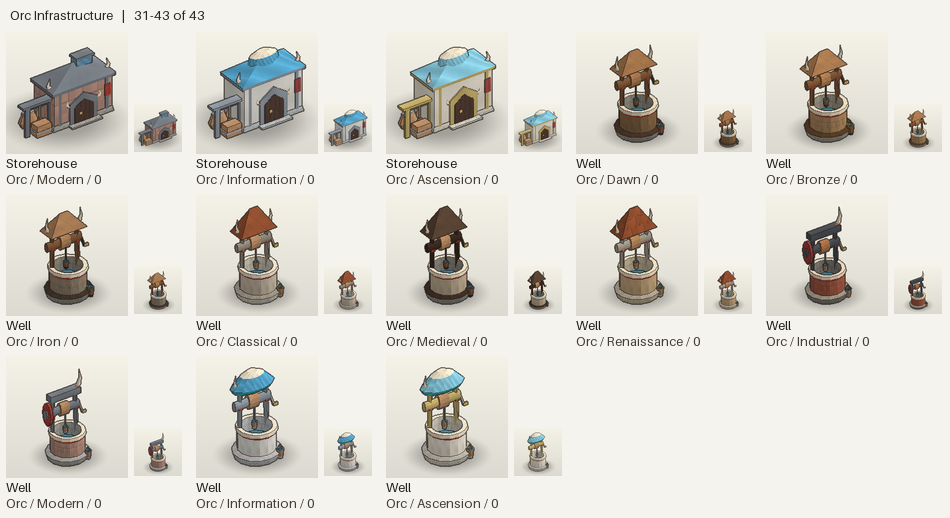 Orc Infrastructure | 31-43 of 43
Storehouse
Orc / Modern / 0
Storehouse
Orc / Information / 0
Storehouse
Orc / Ascension / 0
Well
Orc / Dawn / 0
Well
Orc / Bronze / 0
Well
Orc / Iron / 0
Well
Orc / Classical / 0
Well
Orc / Medieval / 0
Well
Orc / Renaissance / 0
Well
Orc / Industrial / 0
Well
Orc / Modern / 0
Well
Orc / Information / 0
Well
Orc / Ascension / 0